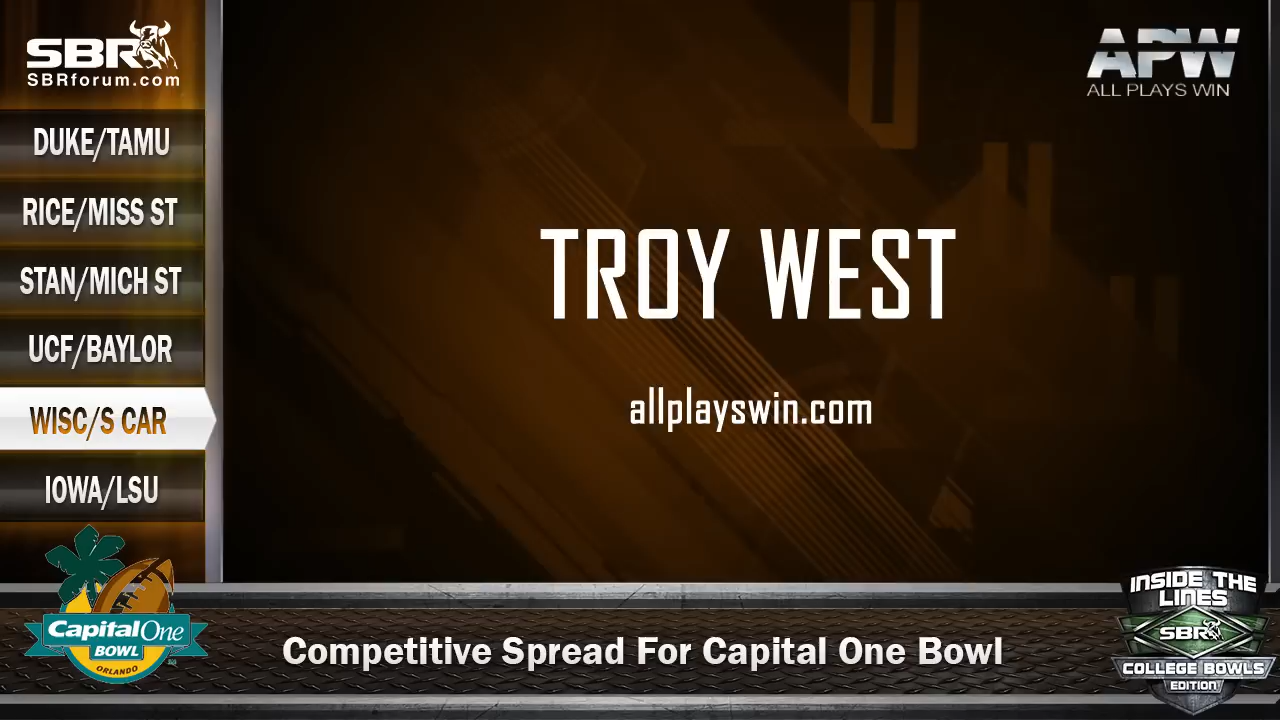 SBR
SBRforum.com
APW
ALL PLAYS WIN
DUKE/TAMU
RICE/MISS ST
STAN/MICH ST
UCF/BAYLOR
WISC/S CAR
IOWA/LSU
TROY WEST
allplayswin.com
CapitalOne
BOWL
ORLANDO
Competitive Spread For Capital One Bowl
INSIDE THE
LINES
SBR
COLLEGE BOWLS
EDITION